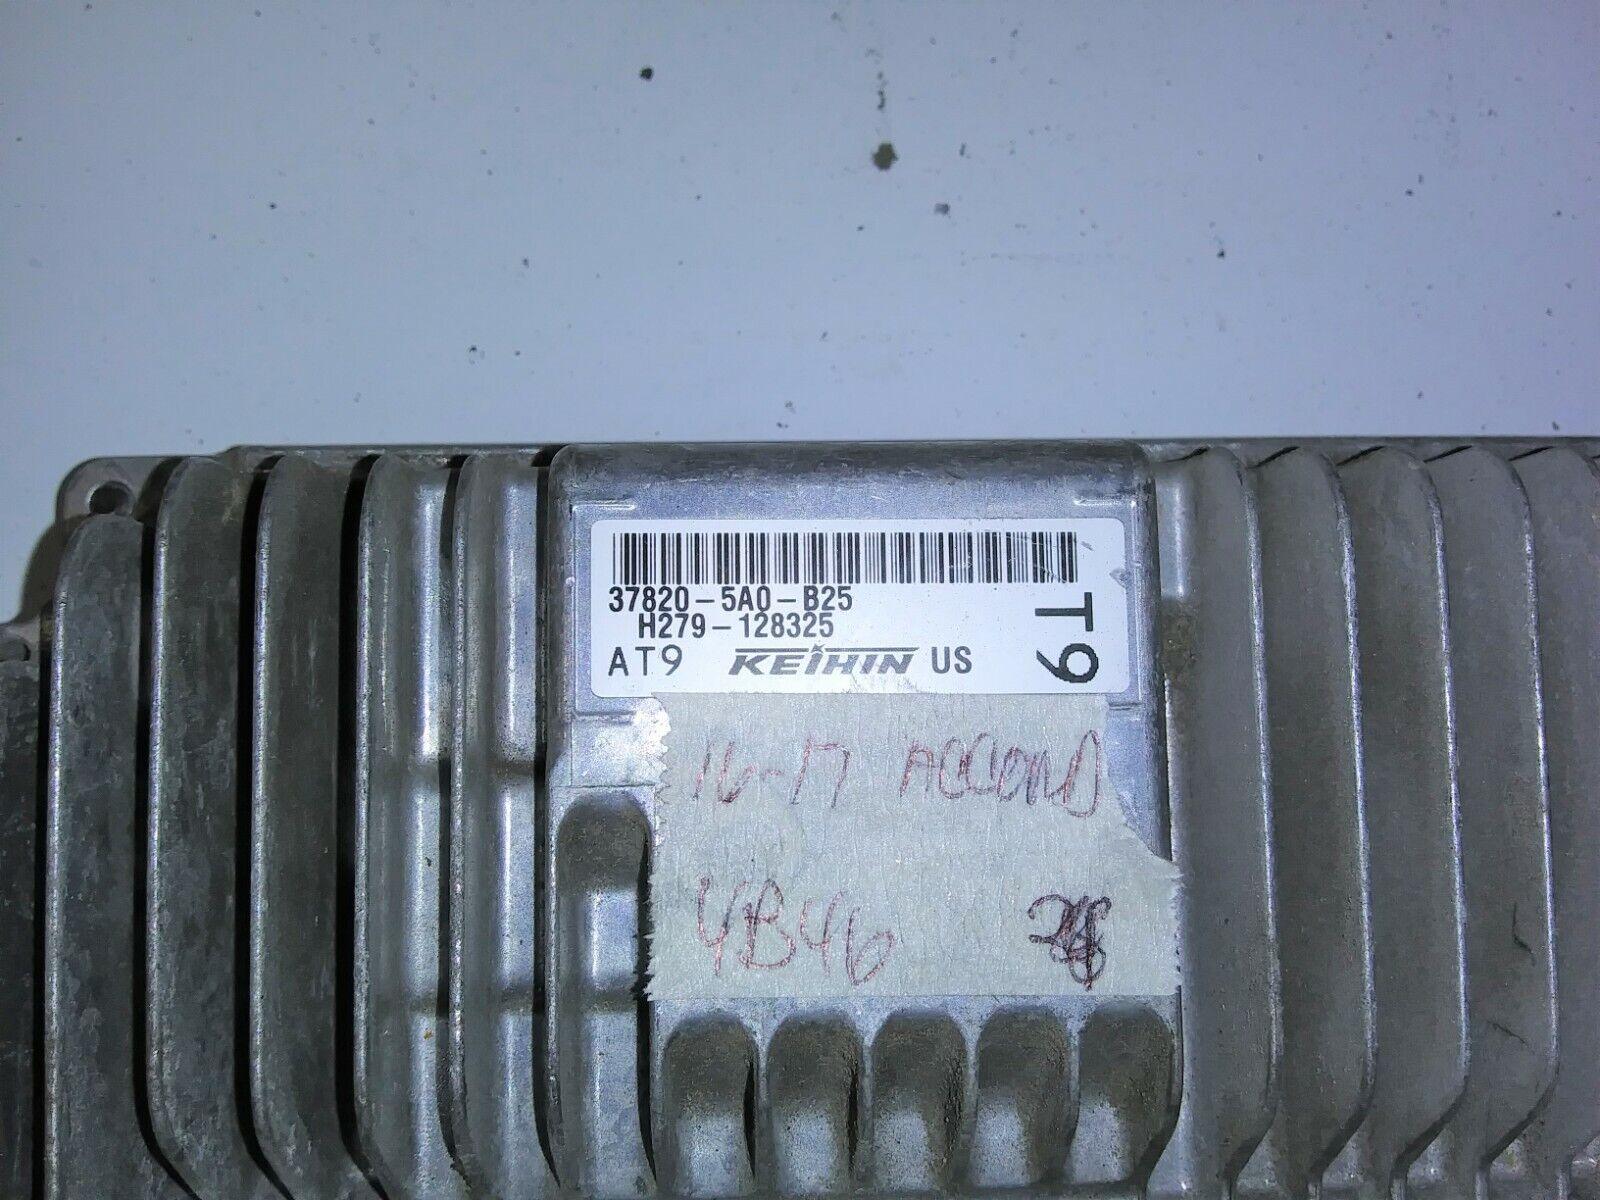 37820-5A0-B25
H279-128325
AT9 KEIHIN US
T9
16-17 ACCORD
4B46